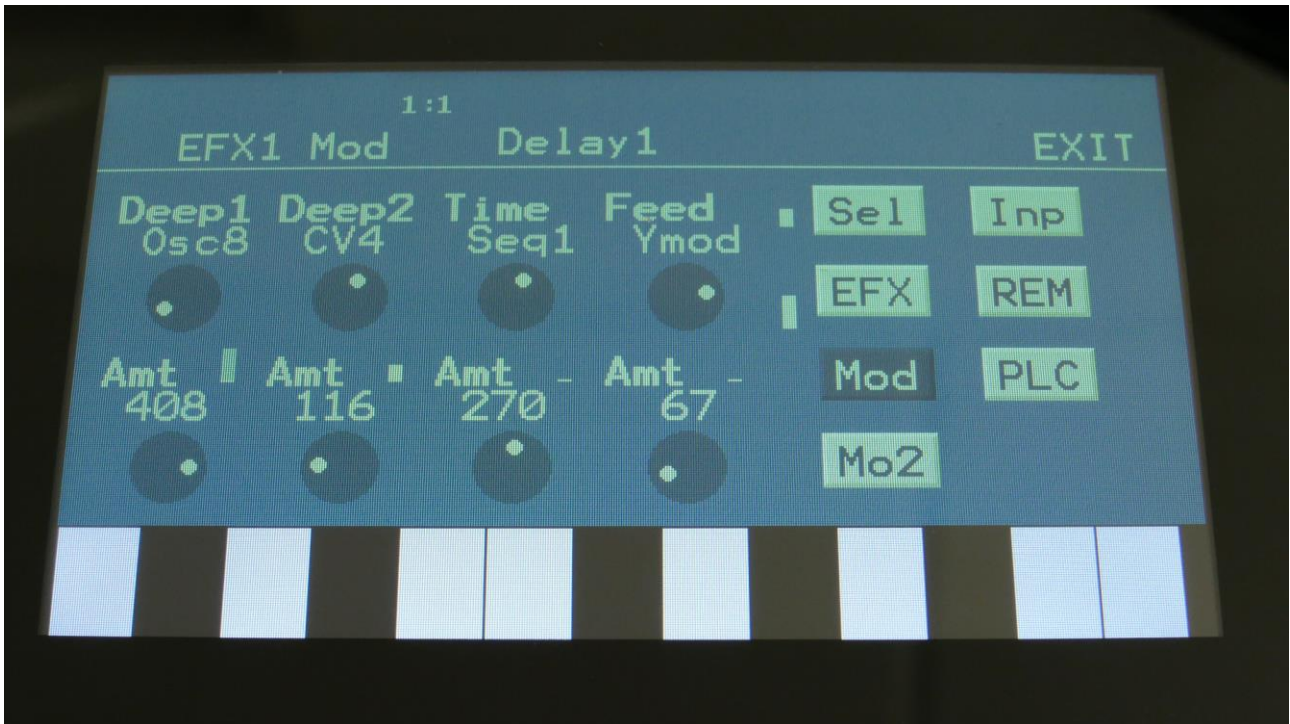 1:1
EFX1 Mod Delay1 EXIT
Deep1 Deep2 Time Feed Sel Inp
Osc8 CV4 Seq1 Ymod
EFX REM
Amt Amt Amt Amt Mod PLC
408 116 270 67
Mo2